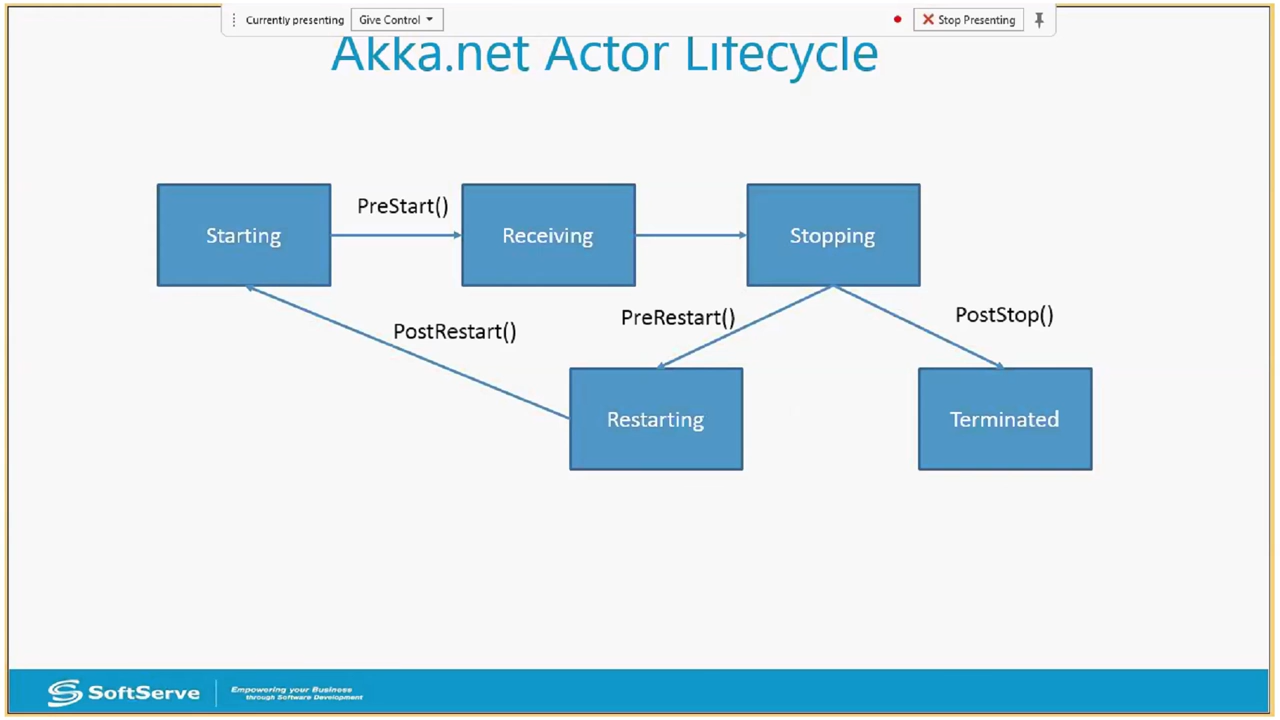 Currently presenting
Give Control
Stop Presenting
Akka.net Actor Lifecycle
PreStart()
Starting
Receiving
Stopping
PostRestart()
PreRestart()
PostStop()
Restarting
Terminated
SoftServe
Empowering your Business
through Software Development